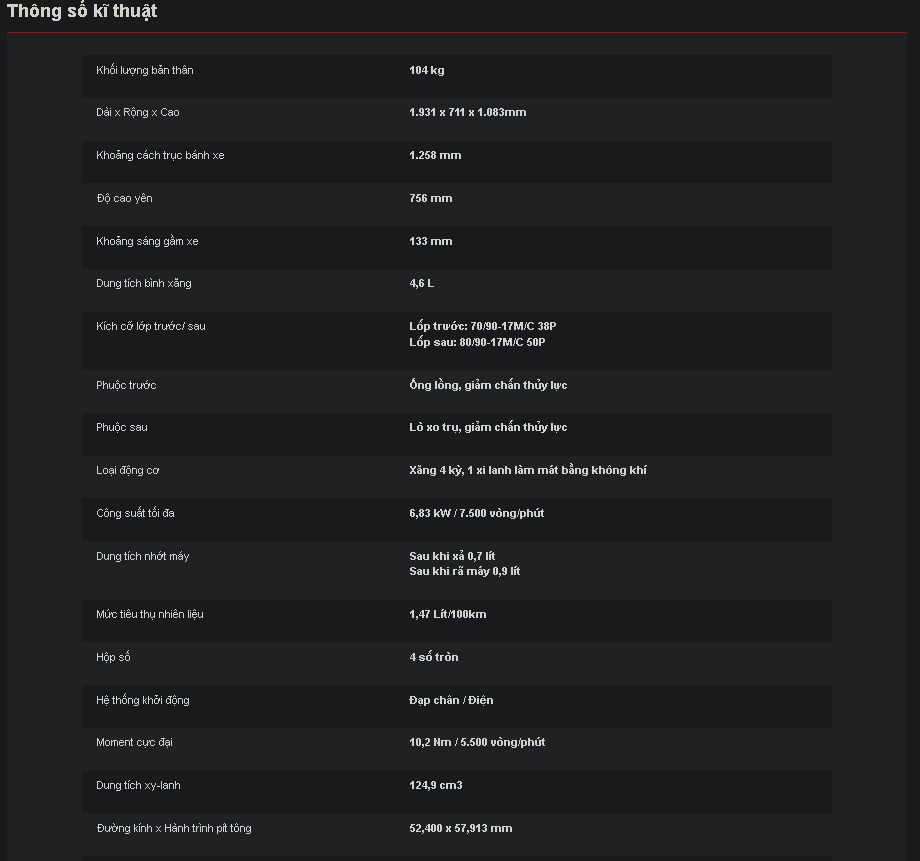 Thông số kĩ thuật
Khối lượng bản thân 104 kg
Dài x Rộng x Cao 1.931 x 711 x 1.083mm
Khoảng cách trục bánh xe 1.258 mm
Độ cao yên 756 mm
Khoảng sáng gầm xe 133 mm
Dung tích bình xăng 4,6 L
Kích cỡ lớp trước/ sau Lốp trước: 70/90-17M/C 38P
Lốp sau: 80/90-17M/C 50P
Phuộc trước Ống lồng, giảm chấn thủy lực
Phuộc sau Lò xo trụ, giảm chấn thủy lực
Loại động cơ Xăng 4 kỳ, 1 xi lanh làm mát bằng không khí
Công suất tối đa 6,83 kW / 7.500 vòng/phút
Dung tích nhớt máy Sau khi xả 0,7 lít
Sau khi rã máy 0,9 lít
Mức tiêu thụ nhiên liệu 1,47 Lít/100km
Hộp số 4 số tròn
Hệ thống khởi động Đạp chân / Điện
Moment cực đại 10,2 Nm / 5.500 vòng/phút
Dung tích xy-lanh 124,9 cm3
Đường kính x Hành trình pít tông 52,400 x 57,913 mm